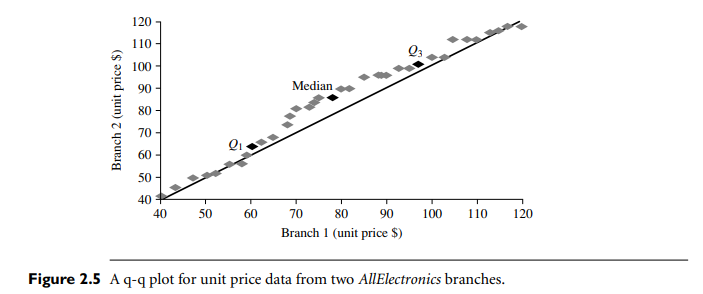 120
110
100
90
80
70
60
50
40
Branch 2 (unit price $)
Q1
Median
Q3
40 50 60 70 80 90 100 110 120
Branch 1 (unit price $)
Figure 2.5 A q-q plot for unit price data from two AllElectronics branches.